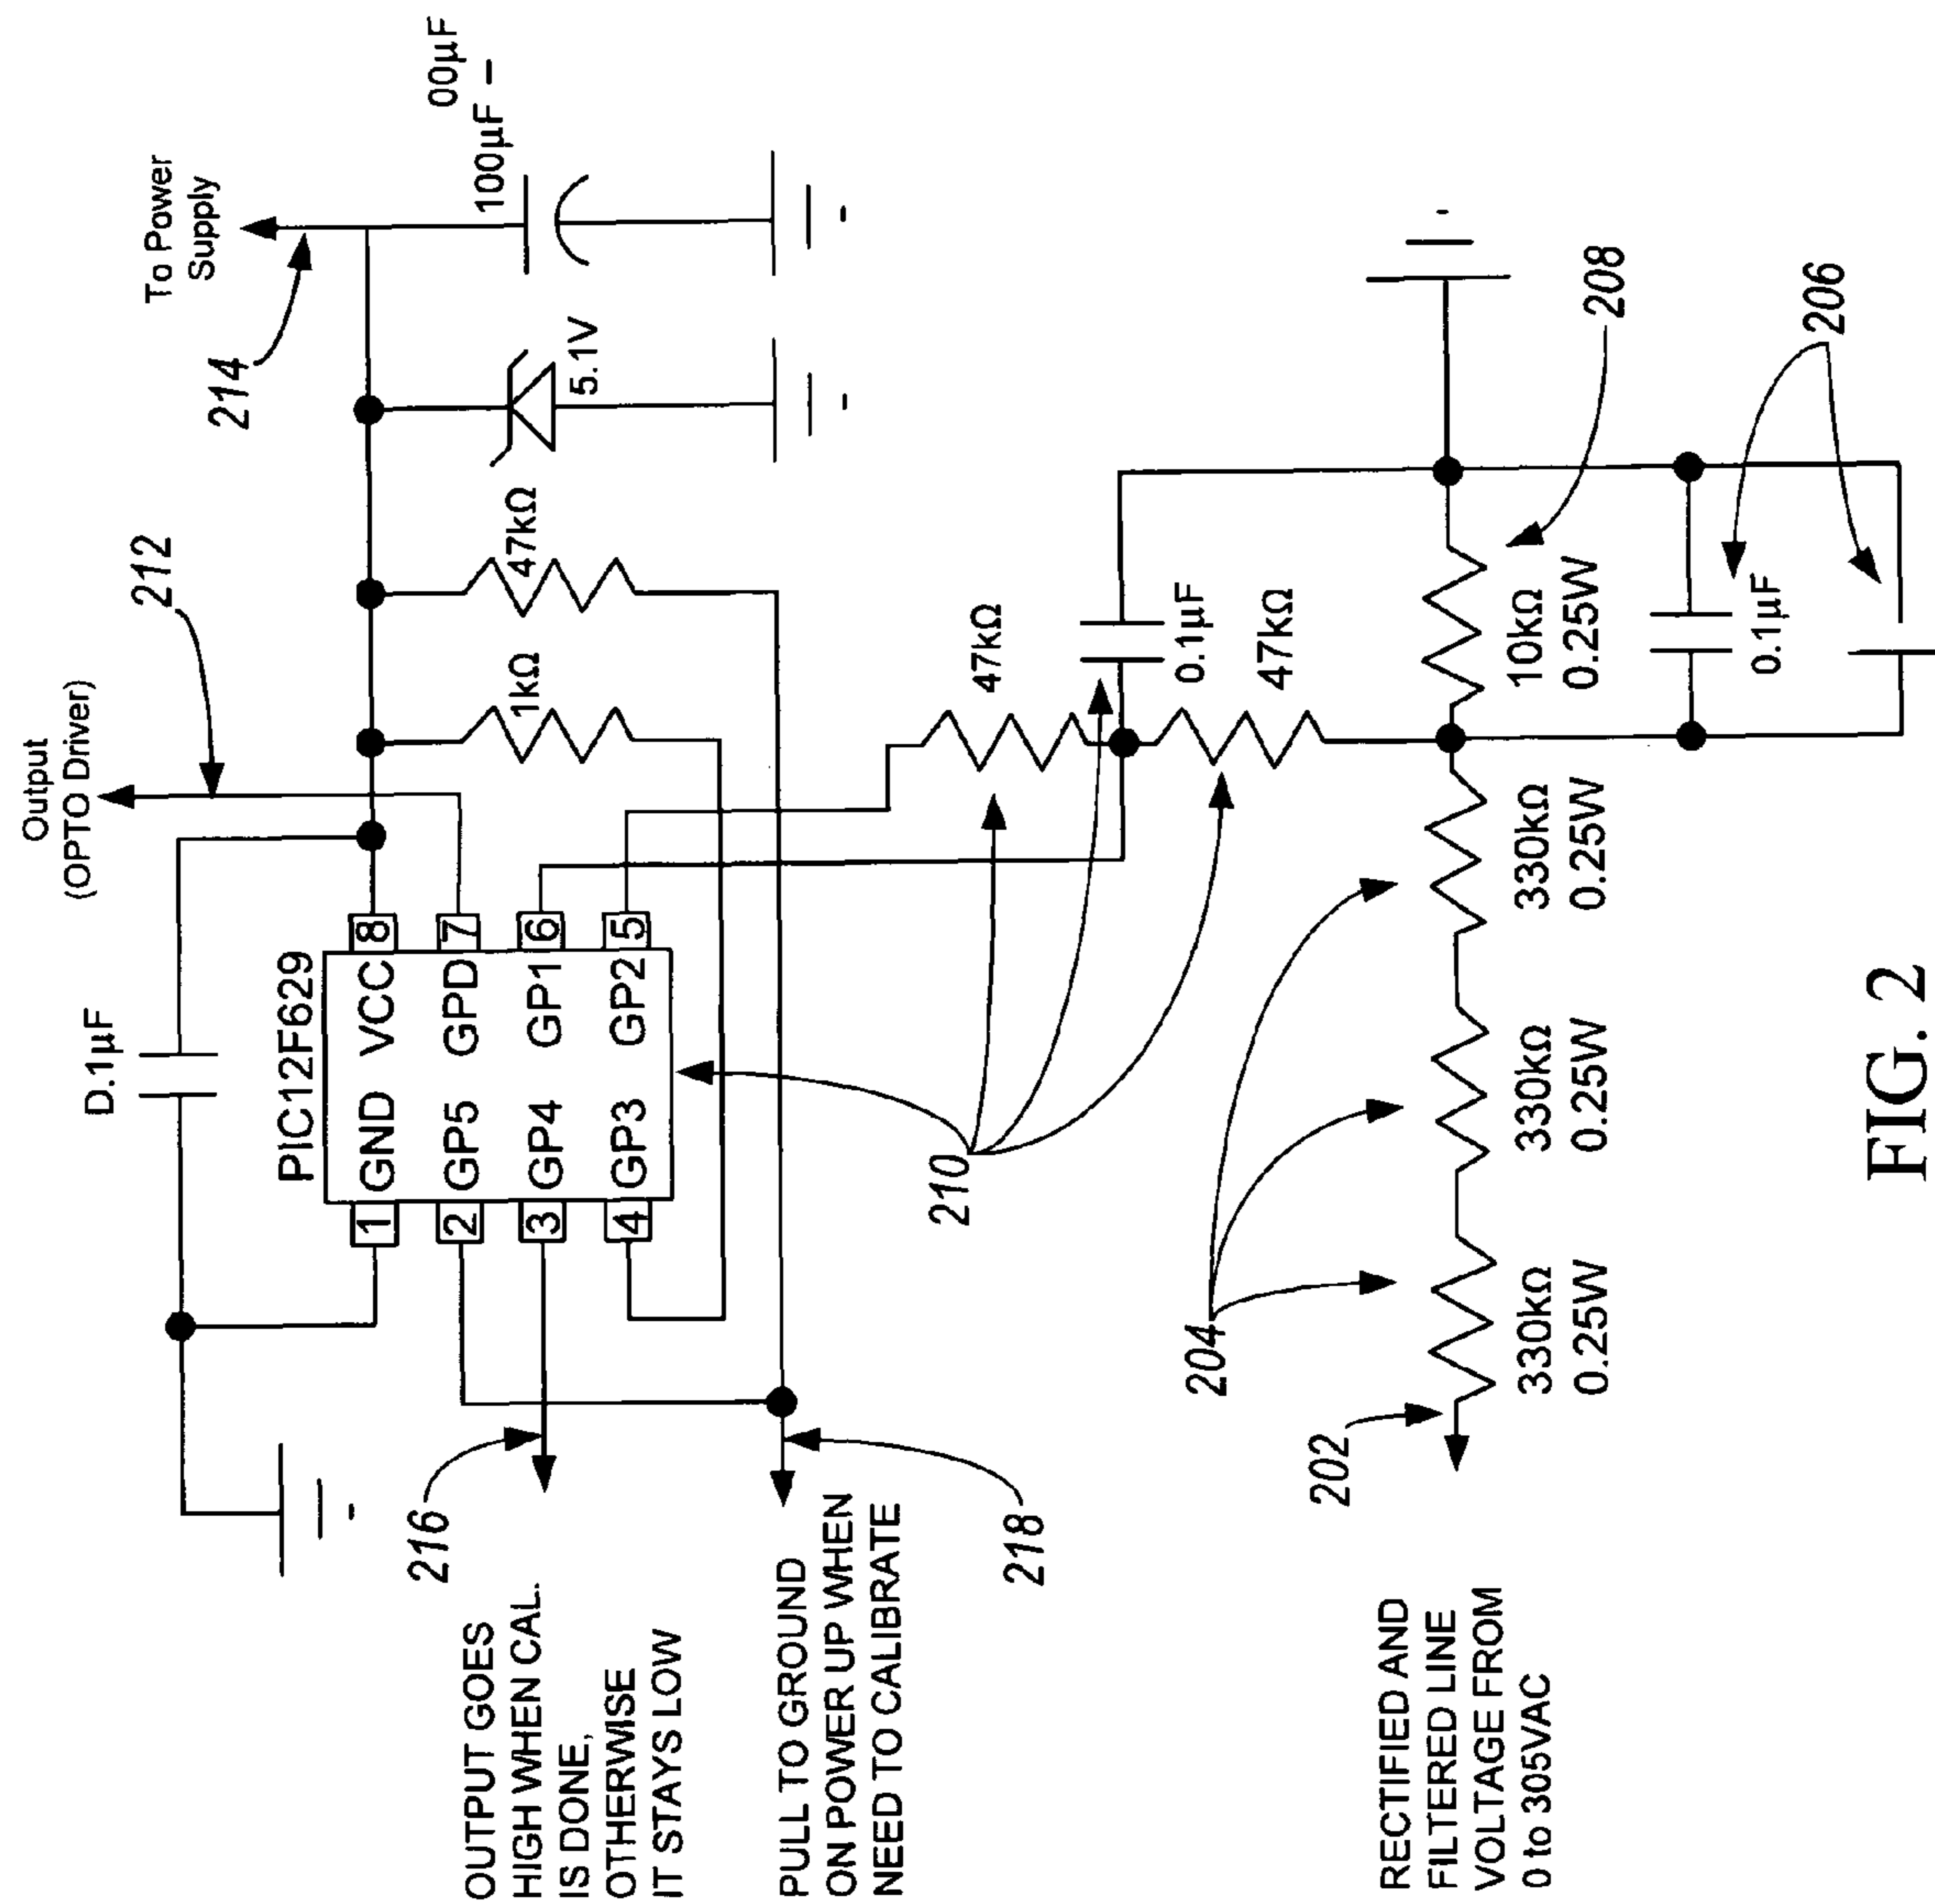 Output
(OPTO Driver)
212
To Power
Supply
214
D.1µF
PIC12F629
1
GND
VCC
8
2
GP5
GPD
7
3
GP4
GP1
6
4
GP3
GP2
5
1kΩ
47kΩ
5.1V
100µF
00µF
216
OUTPUT GOES
HIGH WHEN CAL.
IS DONE,
OTHERWISE
IT STAYS LOW
PULL TO GROUND
ON POWER UP WHEN
NEED TO CALIBRATE
218
210
47kΩ
0.1µF
47kΩ
204
202
RECTIFIED AND
FILTERED LINE
VOLTAGE FROM
0 to 305VAC
330kΩ
0.25W
330kΩ
0.25W
330kΩ
0.25W
10kΩ
0.25W
208
0.1µF
206
FIG. 2